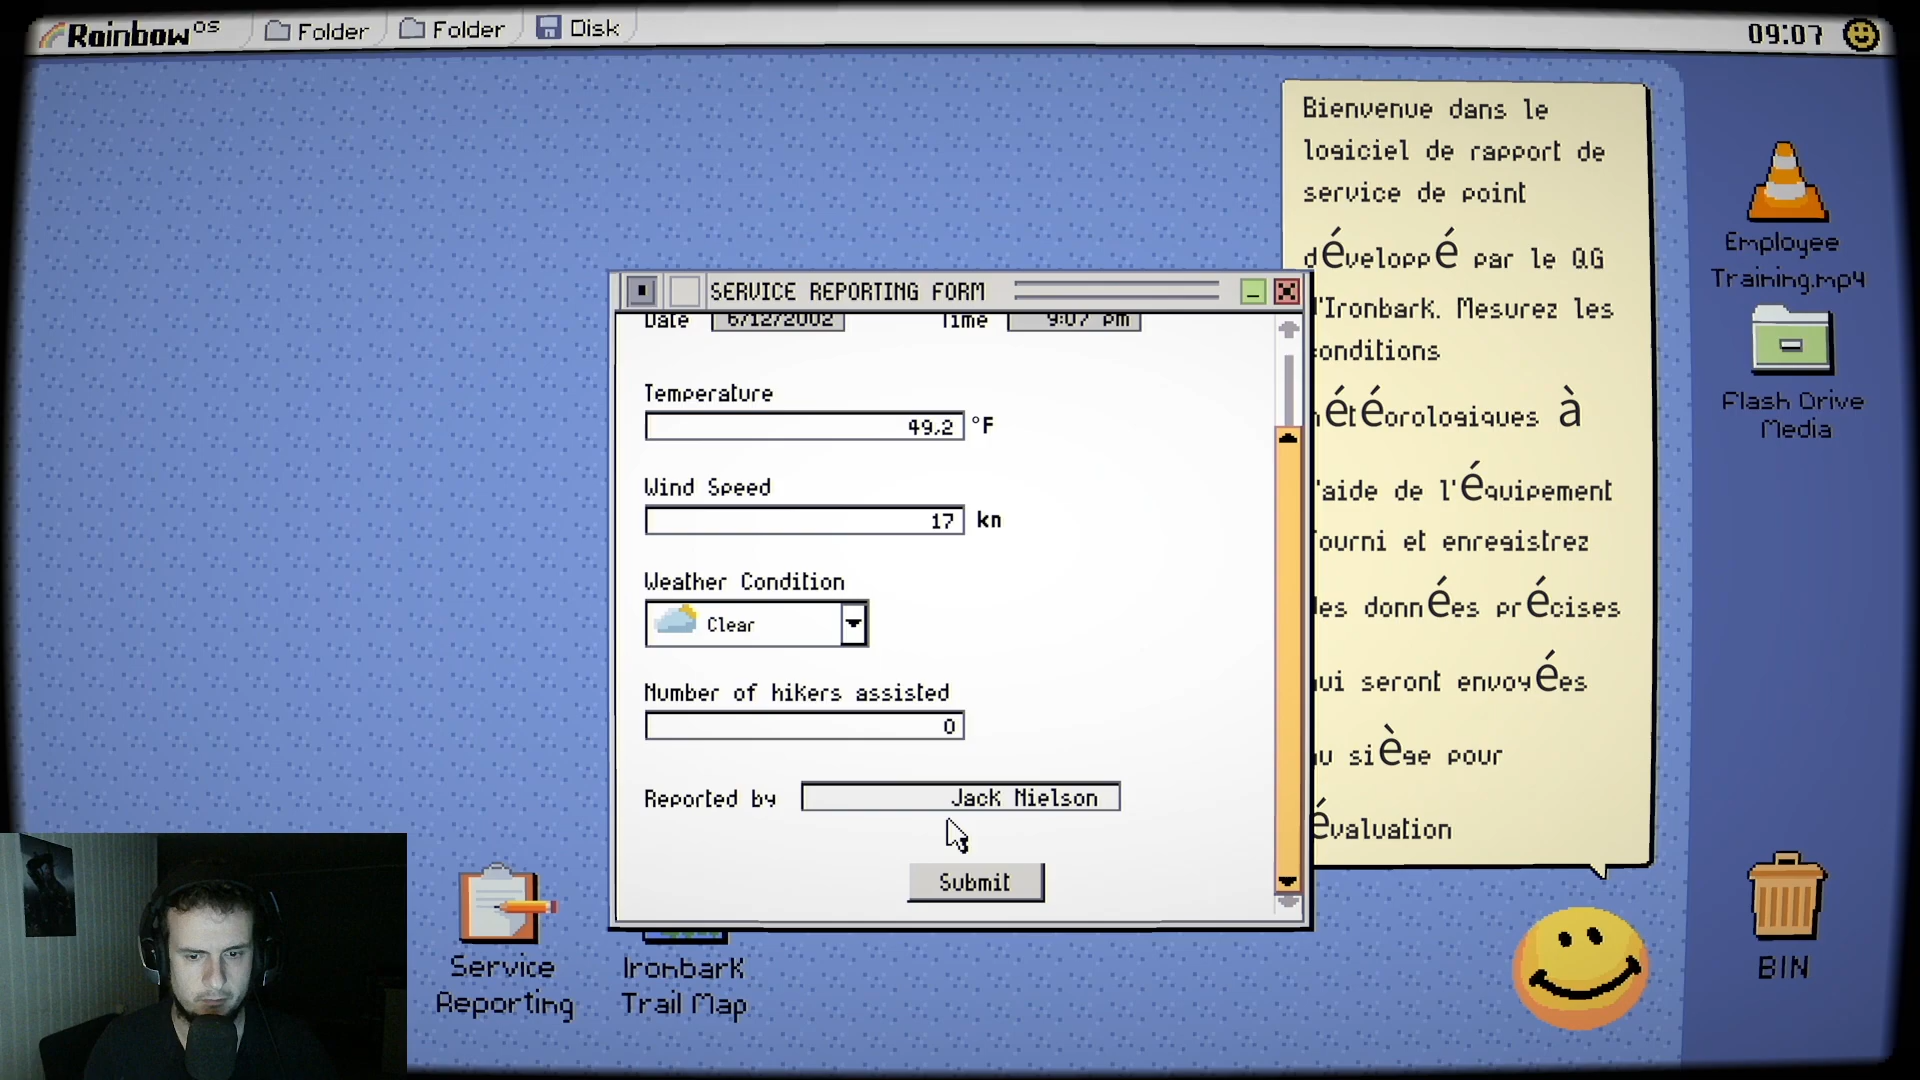 Rainbow OS
Folder
Folder
Disk
09:07
Bienvenue dans le
logiciel de rapport de
service de point
développé par le QG
d'Ironbark. Mesurez les
conditions
météorologiques à
l'aide de l'équipement
fourni et enregistrez
les données précises
qui seront envoyées
au siège pour
évaluation
Employee
Training.mp4
Flash Drive
Media
SERVICE REPORTING FORM
Date 6/12/2002 Time 9:07 pm
Temperature
49.2 °F
Wind Speed
17 kn
Weather Condition
Clear
Number of hikers assisted
0
Reported by Jack Nielson
Submit
Service
Reporting
Ironbark
Trail Map
BIN